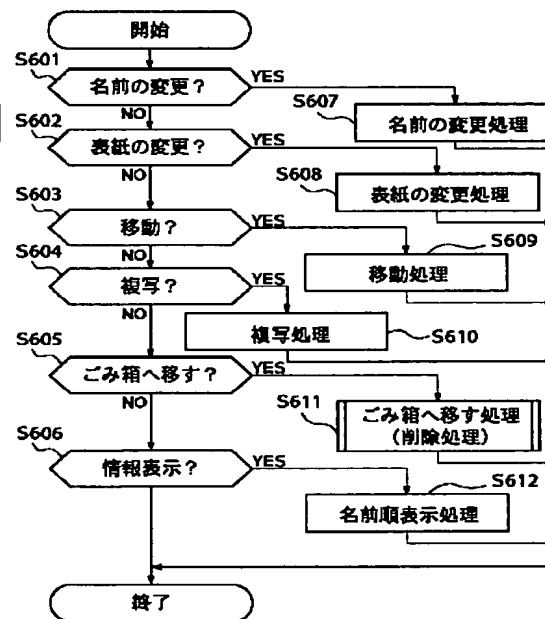 開始
S601
名前の変更？
YES
NO
S607
名前の変更処理
S602
表紙の変更？
YES
NO
S608
表紙の変更処理
S603
移動？
YES
NO
S609
移動処理
S604
複写？
YES
NO
複写処理
S610
S605
ごみ箱へ移す？
YES
NO
S611
ごみ箱へ移す処理
(削除処理)
S606
情報表示？
YES
S612
名前順表示処理
終了